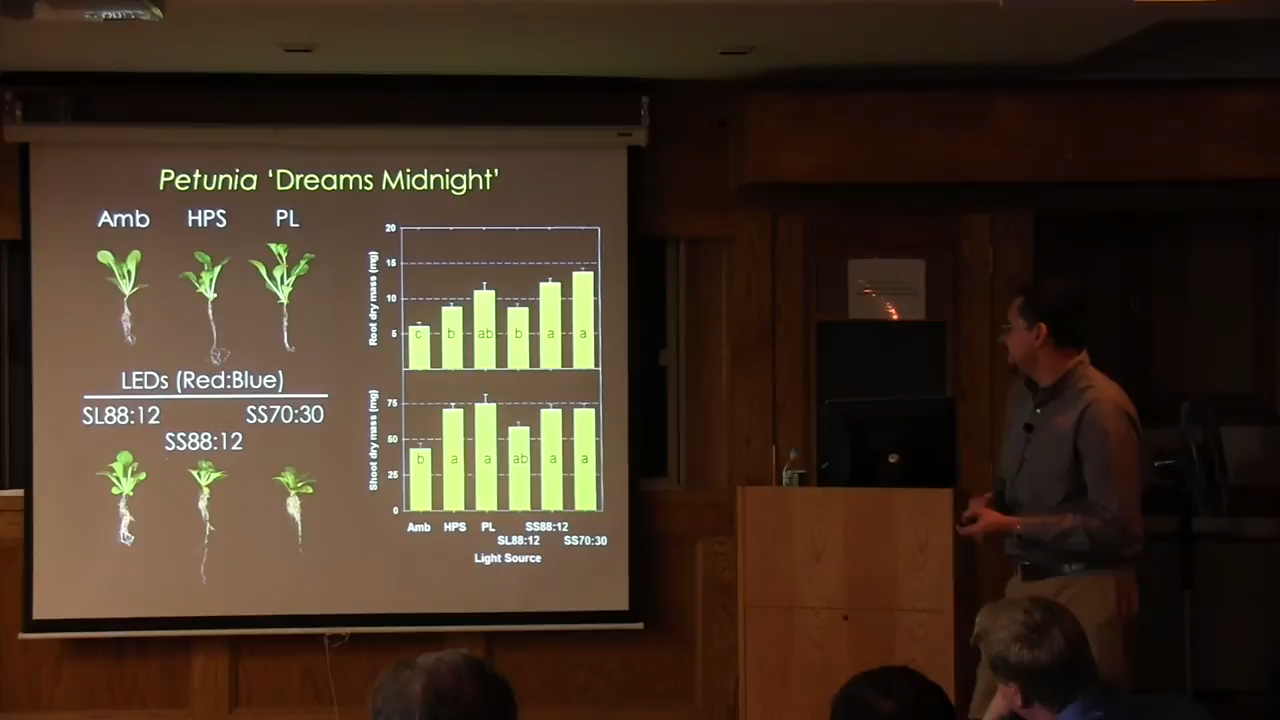 Petunia ‘Dreams Midnight’
Amb HPS PL
LEDs (Red:Blue)
SL88:12 SS70:30
SS88:12
Root dry mass (mg)
20
15
10
5
c b ab b a a
Shoot dry mass (mg)
75
50
25
0
b a a ab a a
Amb HPS PL SS88:12
SL88:12 SS70:30
Light Source